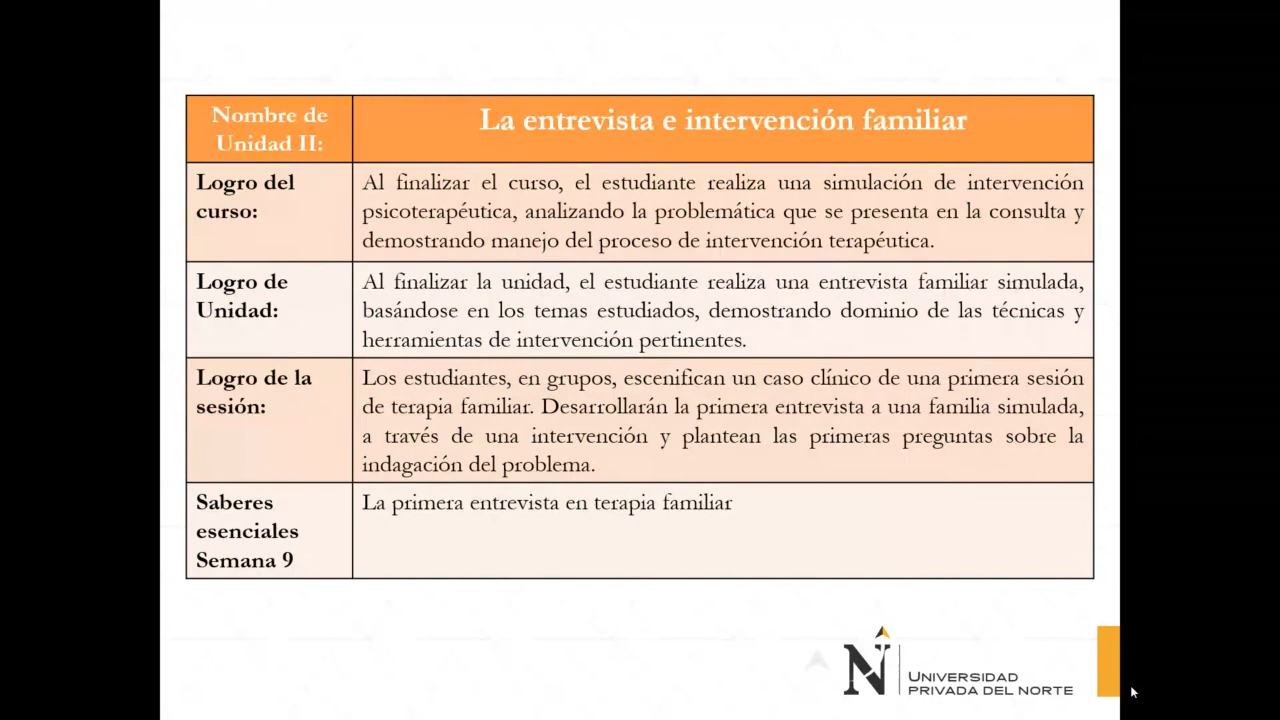 Nombre de
Unidad II:
La entrevista e intervención familiar
Logro del
curso:
Al finalizar el curso, el estudiante realiza una simulación de intervención
psicoterapéutica, analizando la problemática que se presenta en la consulta y
demostrando manejo del proceso de intervención terapéutica.
Logro de
Unidad:
Al finalizar la unidad, el estudiante realiza una entrevista familiar simulada,
basándose en los temas estudiados, demostrando dominio de las técnicas y
herramientas de intervención pertinentes.
Logro de la
sesión:
Los estudiantes, en grupos, escenifican un caso clínico de una primera sesión
de terapia familiar. Desarrollarán la primera entrevista a una familia simulada,
a través de una intervención y plantean las primeras preguntas sobre la
indagación del problema.
Saberes
esenciales
Semana 9
La primera entrevista en terapia familiar
N
UNIVERSIDAD
PRIVADA DEL NORTE